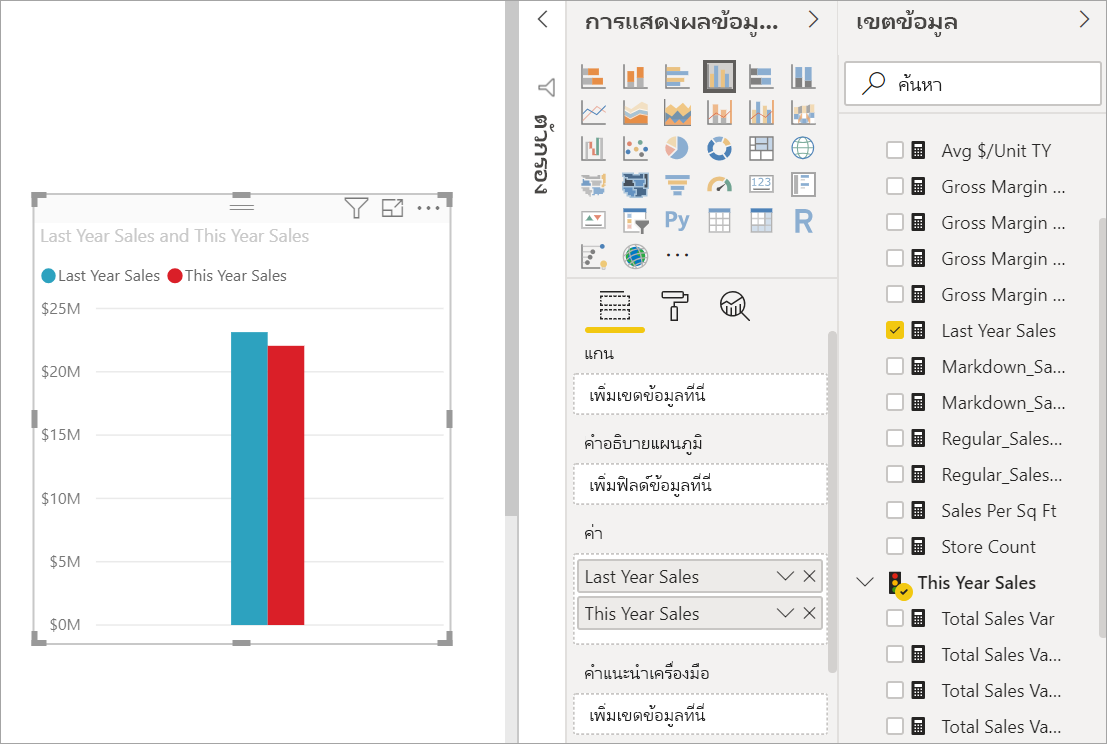 Last Year Sales and This Year Sales
Last Year Sales This Year Sales
$25M
$20M
$15M
$10M
$5M
$0M
ตัวกรอง
การแสดงผลข้อมู...
123
Py
R
แกน
เพิ่มเขตข้อมูลที่นี่
คำอธิบายแผนภูมิ
เพิ่มฟิลด์ข้อมูลที่นี่
ค่า
Last Year Sales
This Year Sales
คำแนะนำเครื่องมือ
เพิ่มเขตข้อมูลที่นี่
เขตข้อมูล
ค้นหา
Avg $/Unit TY
Gross Margin ...
Gross Margin ...
Gross Margin ...
Gross Margin ...
Last Year Sales
Markdown_Sa...
Markdown_Sa...
Regular_Sales...
Regular_Sales...
Sales Per Sq Ft
Store Count
This Year Sales
Total Sales Var
Total Sales Va...
Total Sales Va...
Total Sales Va...